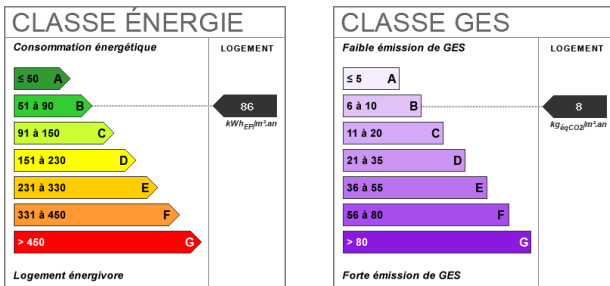 CLASSE ÉNERGIE
Consommation énergétique
LOGEMENT
≤ 50 A
51 à 90 B
86
kWhEP/m².an
91 à 150 C
151 à 230 D
231 à 330 E
331 à 450 F
> 450 G
Logement énergivore
CLASSE GES
Faible émission de GES
LOGEMENT
≤ 5 A
6 à 10 B
8
kgéqCO2/m².an
11 à 20 C
21 à 35 D
36 à 55 E
56 à 80 F
> 80 G
Forte émission de GES